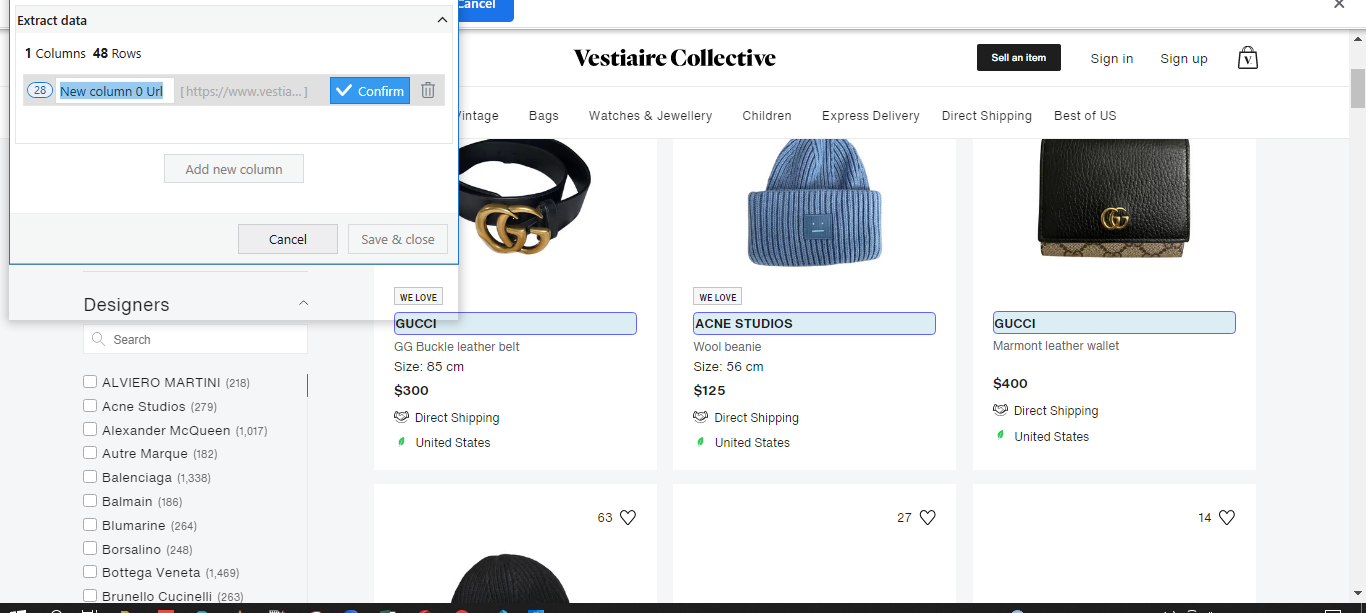 Cancel
Extract data
1 Columns 48 Rows
28 New column 0 Url [https://www.vestia... ] Confirm
Add new column
Cancel Save & close
Vestiaire Collective
Sell an item Sign in Sign up
Vintage Bags Watches & Jewellery Children Express Delivery Direct Shipping Best of US
Designers
Search
ALVIERO MARTINI (218)
Acne Studios (279)
Alexander McQueen (1,017)
Autre Marque (182)
Balenciaga (1,338)
Balmain (186)
Blumarine (264)
Borsalino (248)
Bottega Veneta (1,469)
Brunello Cucinelli (263)
WE LOVE
GUCCI
GG Buckle leather belt
Size: 85 cm
$300
Direct Shipping
United States
WE LOVE
ACNE STUDIOS
Wool beanie
Size: 56 cm
$125
Direct Shipping
United States
GUCCI
Marmont leather wallet
$400
Direct Shipping
United States
63
27
14